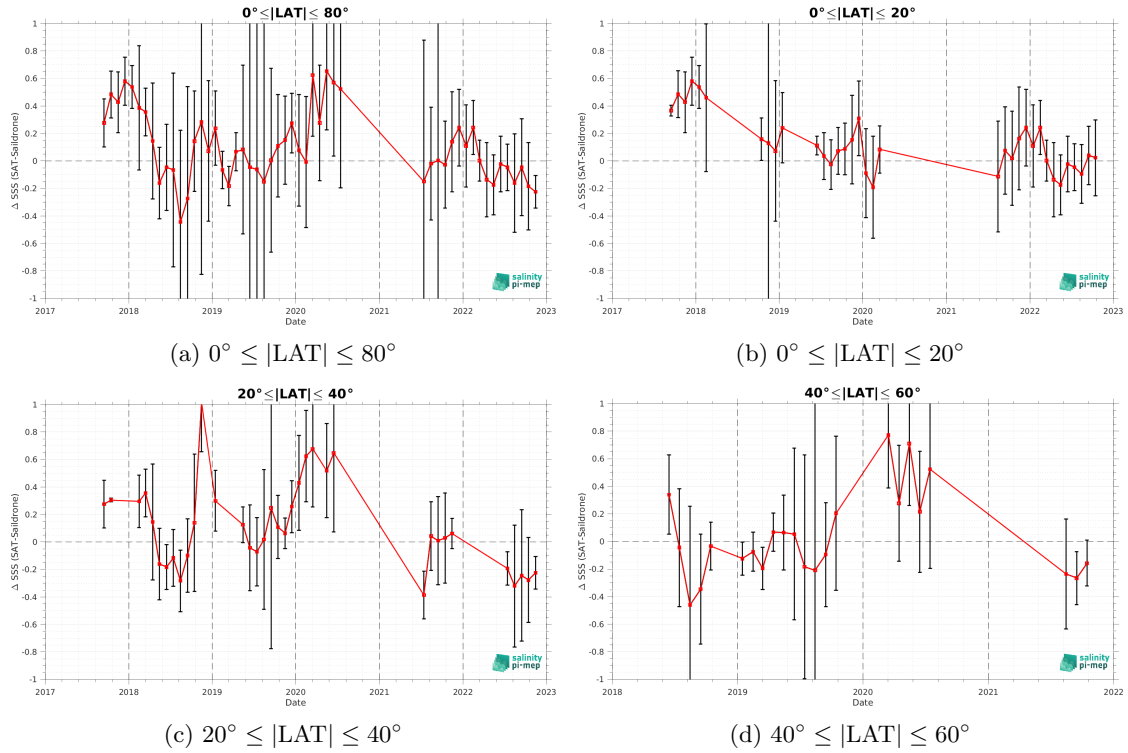 0°≤|LAT|≤ 80°
1
0.8
0.6
0.4
0.2
0
-0.2
-0.4
-0.6
-0.8
-1
Δ SSS (SAT-Saildrone)
2017
2018
2019
2020
2021
2022
2023
Date
salinity
pi-mep
(a) 0° ≤ |LAT| ≤ 80°
0°≤|LAT|≤ 20°
1
0.8
0.6
0.4
0.2
0
-0.2
-0.4
-0.6
-0.8
-1
Δ SSS (SAT-Saildrone)
2017
2018
2019
2020
2021
2022
2023
Date
salinity
pi-mep
(b) 0° ≤ |LAT| ≤ 20°
20°≤|LAT|≤ 40°
1
0.8
0.6
0.4
0.2
0
-0.2
-0.4
-0.6
-0.8
-1
Δ SSS (SAT-Saildrone)
2017
2018
2019
2020
2021
2022
2023
Date
salinity
pi-mep
(c) 20° ≤ |LAT| ≤ 40°
40°≤|LAT|≤ 60°
1
0.8
0.6
0.4
0.2
0
-0.2
-0.4
-0.6
-0.8
-1
Δ SSS (SAT-Saildrone)
2018
2019
2020
2021
2022
Date
salinity
pi-mep
(d) 40° ≤ |LAT| ≤ 60°